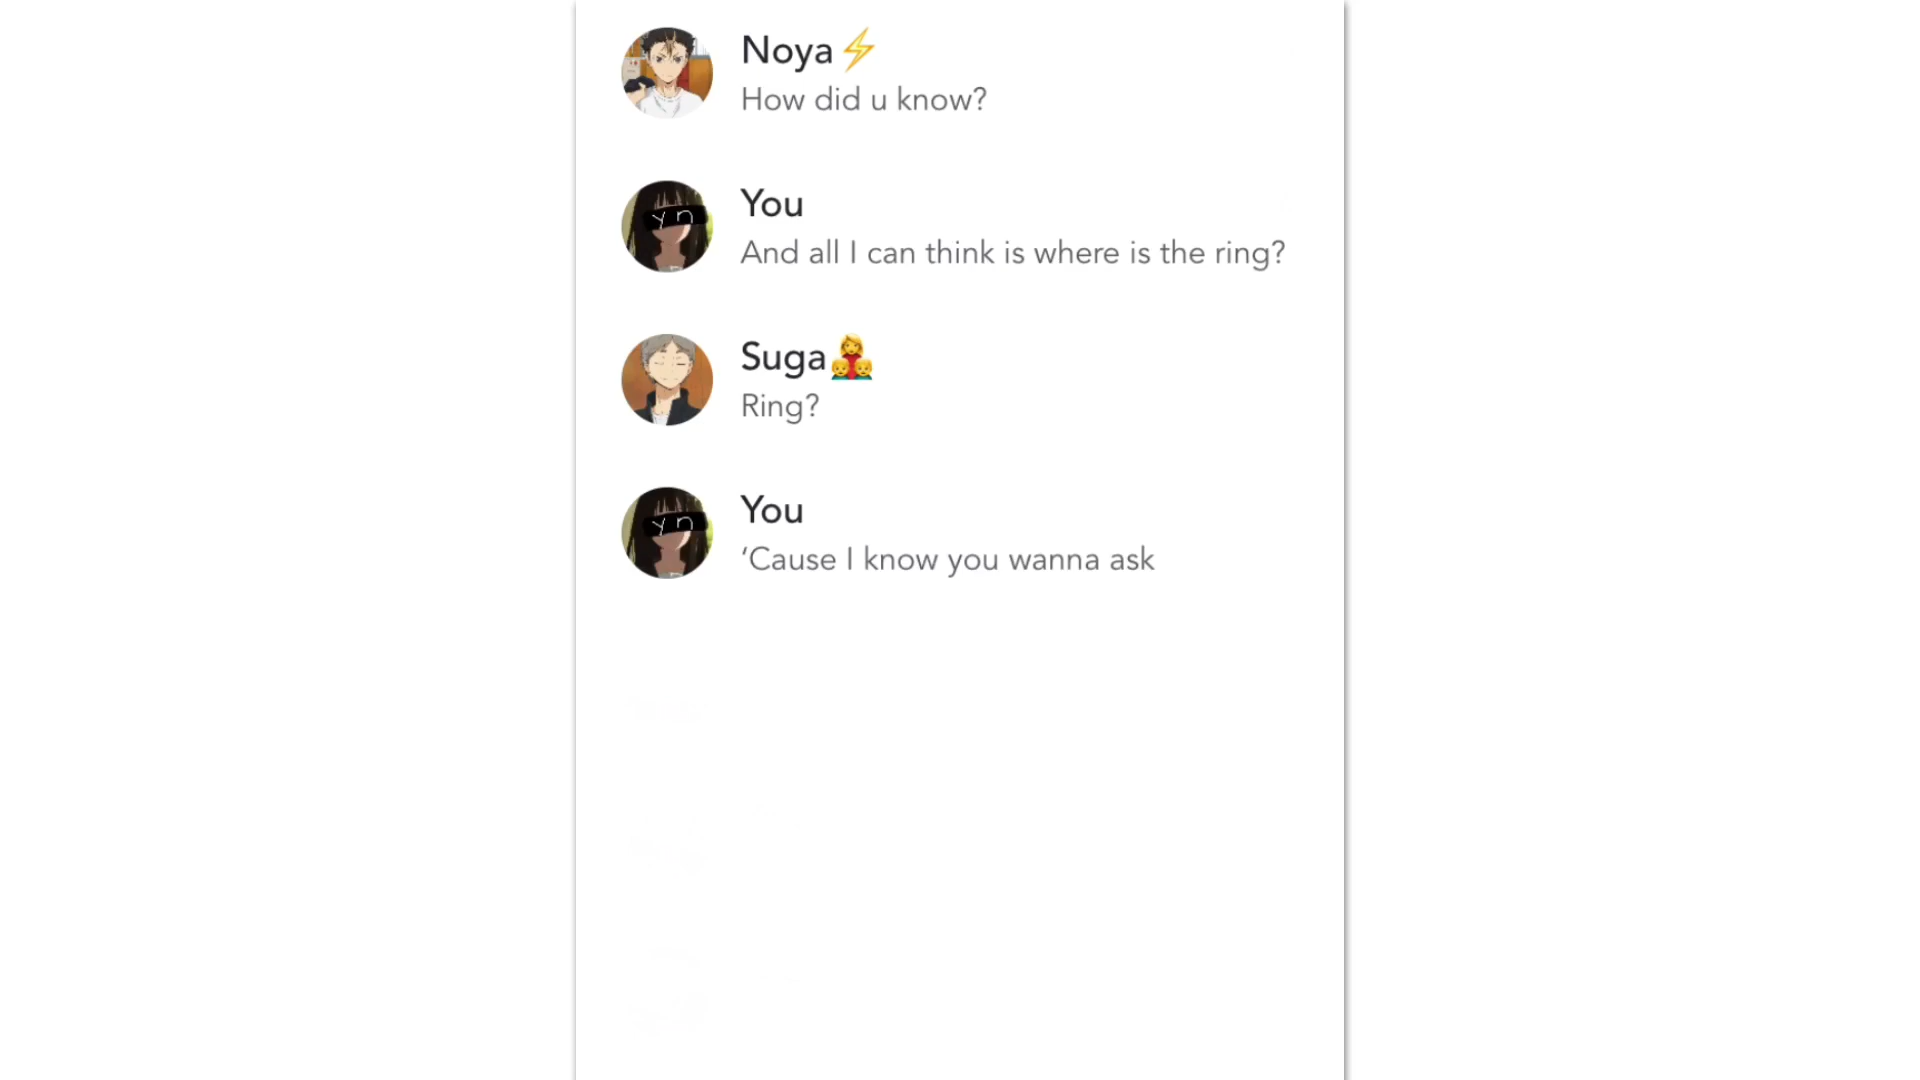 Noya⚡
How did u know?
y n
You
And all I can think is where is the ring?
Suga👩‍👦‍👦
Ring?
y n
You
‘Cause I know you wanna ask